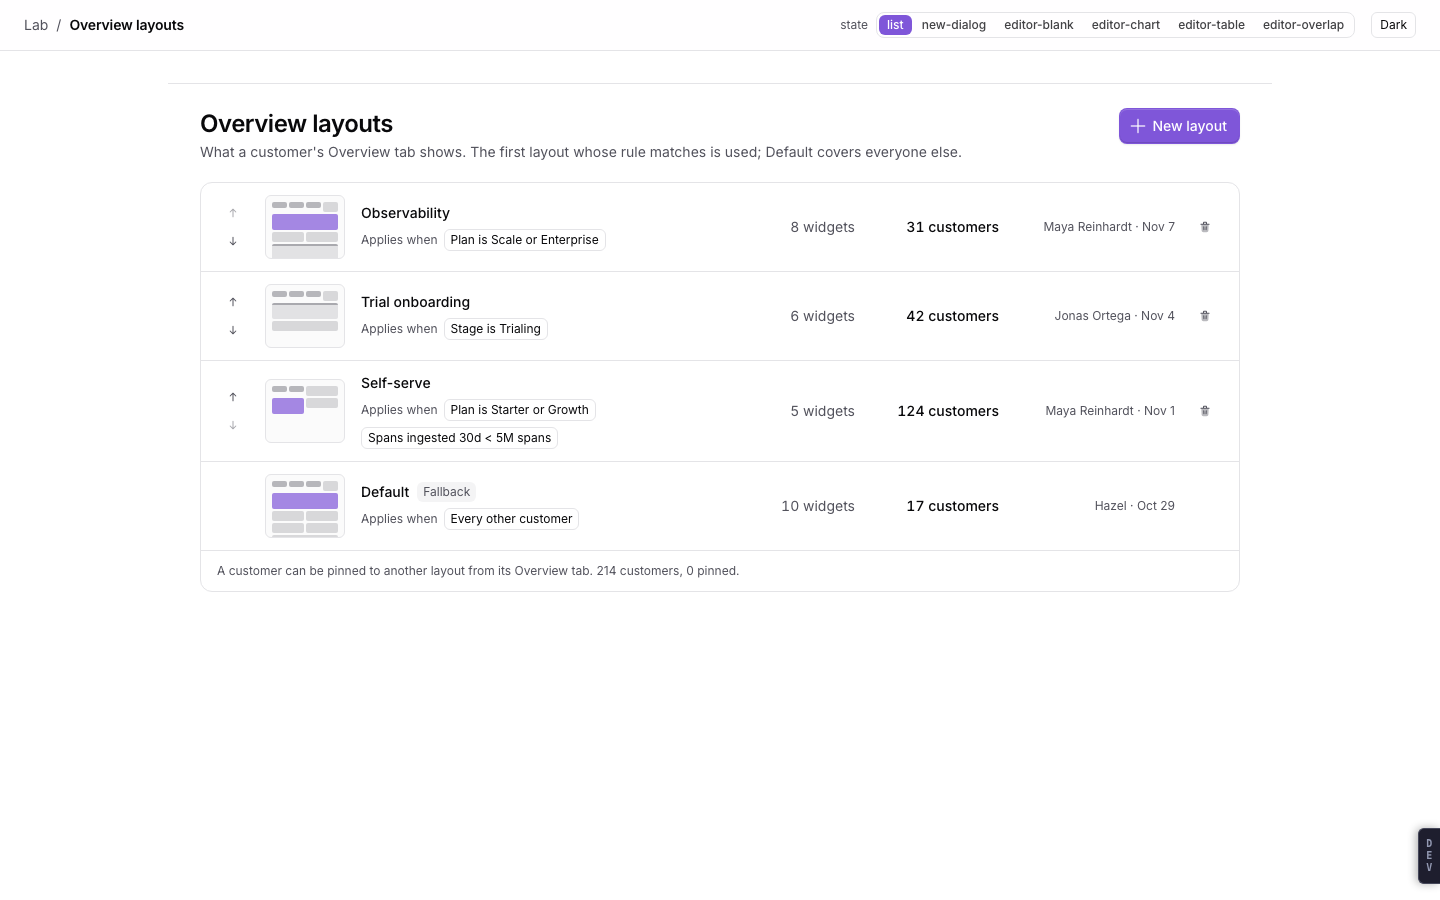 Lab / Overview layouts
state list new-dialog editor-blank editor-chart editor-table editor-overlap Dark
Overview layouts
New layout
What a customer's Overview tab shows. The first layout whose rule matches is used; Default covers everyone else.
Observability
Applies when Plan is Scale or Enterprise
8 widgets
31 customers
Maya Reinhardt · Nov 7
Trial onboarding
Applies when Stage is Trialing
6 widgets
42 customers
Jonas Ortega · Nov 4
Self-serve
Applies when Plan is Starter or Growth
Spans ingested 30d < 5M spans
5 widgets
124 customers
Maya Reinhardt · Nov 1
Default Fallback
Applies when Every other customer
10 widgets
17 customers
Hazel · Oct 29
A customer can be pinned to another layout from its Overview tab. 214 customers, 0 pinned.
DEV